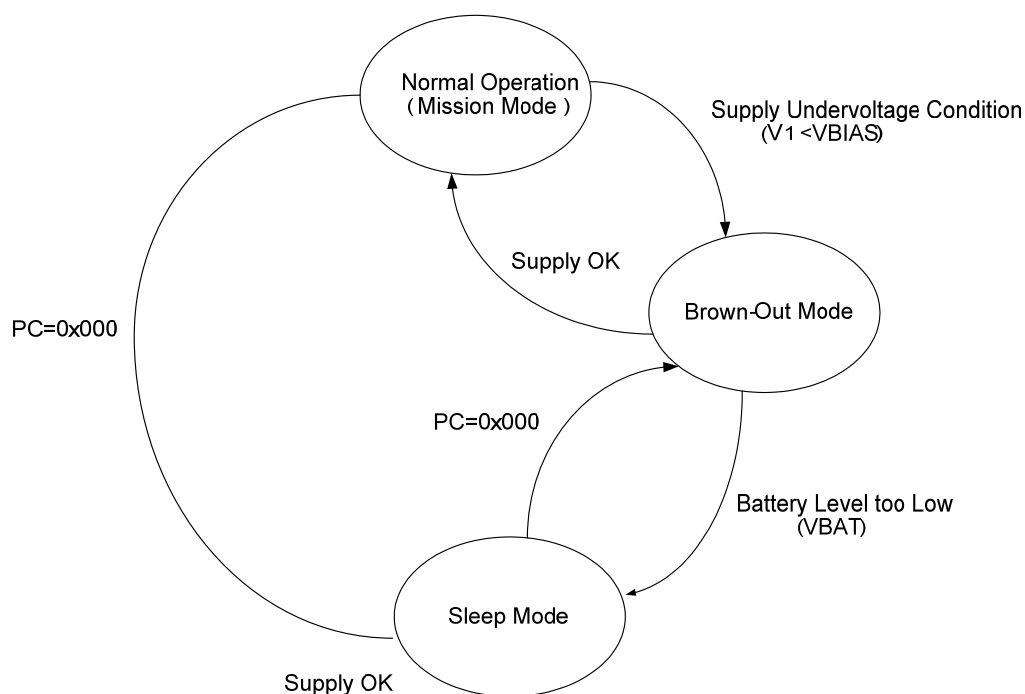 Normal Operation
( Mission Mode )
Supply Undervoltage Condition
(V1<VBIAS)
Supply OK
Brown-Out Mode
PC=0x000
PC=0x000
Battery Level too Low
(VBAT)
Sleep Mode
Supply OK